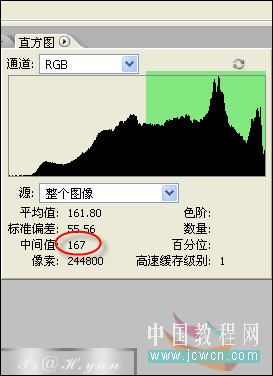 直方图
通道: RGB
源: 整个图像
平均值: 161.80 色阶:
标准偏差: 55.56 数量:
中间值: 167 百分位:
像素: 244800 高速缓存级别: 1
中国教程网
www.jcwcn.com
Ps@H.yan